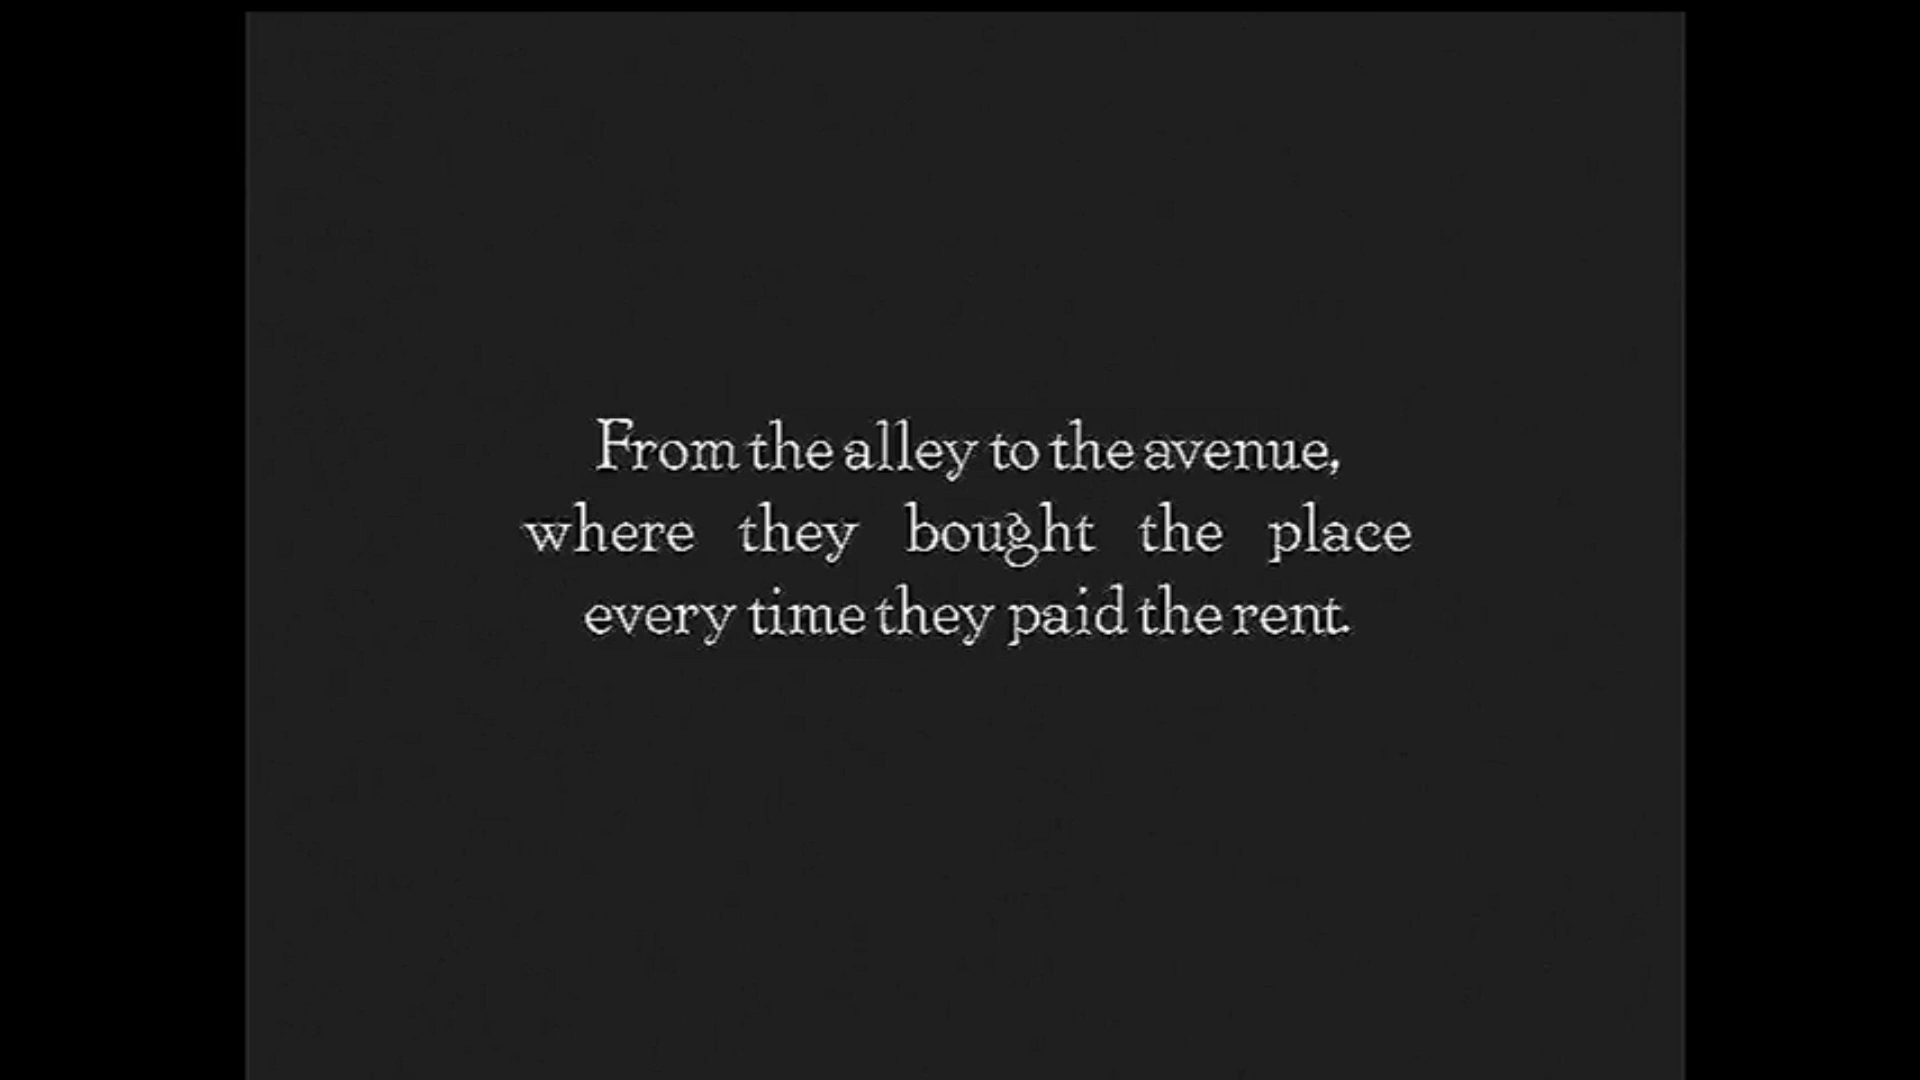 From the alley to the avenue,
where they bought the place
every time they paid the rent.